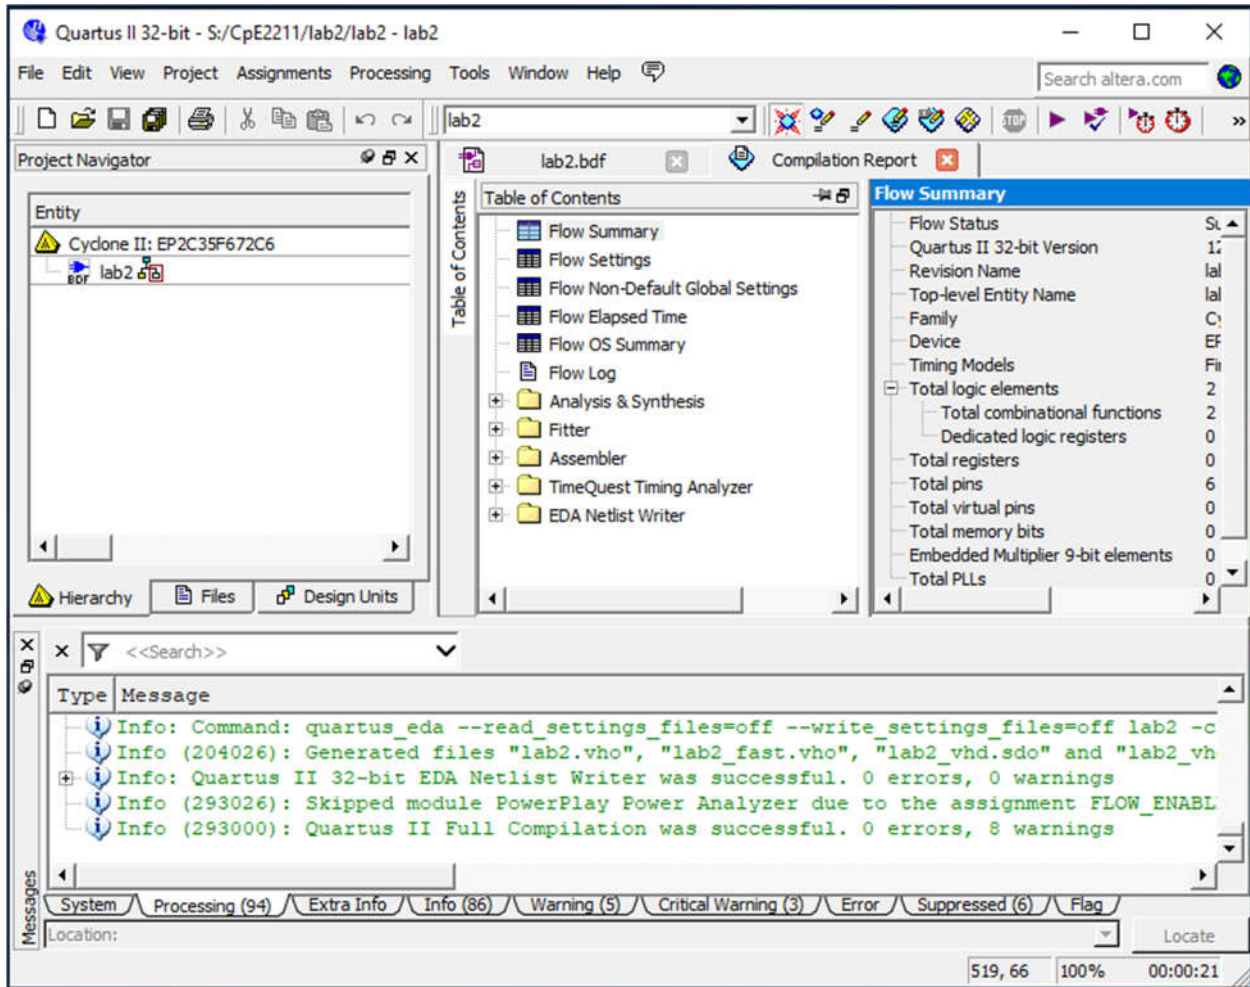 Quartus II 32-bit - S:/CpE2211/lab2/lab2 - lab2
File Edit View Project Assignments Processing Tools Window Help
Search altera.com
lab2
STOP
»
Project Navigator
lab2.bdf
Compilation Report
Entity
Cyclone II: EP2C35F672C6
BDF lab2
Table of Contents
Table of Contents
Flow Summary
Flow Settings
Flow Non-Default Global Settings
Flow Elapsed Time
Flow OS Summary
Flow Log
Analysis & Synthesis
Fitter
Assembler
TimeQuest Timing Analyzer
EDA Netlist Writer
Flow Summary
Flow Status
Quartus II 32-bit Version 12
Revision Name
Top-level Entity Name
Family
Device
Timing Models
Total logic elements 2
Total combinational functions 2
Dedicated logic registers 0
Total registers 0
Total pins 6
Total virtual pins 0
Total memory bits 0
Embedded Multiplier 9-bit elements 0
Total PLLs 0
Hierarchy Files Design Units
<<Search>>
Type Message
Info: Command: quartus_eda --read_settings_files=off --write_settings_files=off lab2 -c
Info (204026): Generated files "lab2.vho", "lab2_fast.vho", "lab2_vhd.sdo" and "lab2_vh
Info: Quartus II 32-bit EDA Netlist Writer was successful. 0 errors, 0 warnings
Info (293026): Skipped module PowerPlay Power Analyzer due to the assignment FLOW_ENABL
Info (293000): Quartus II Full Compilation was successful. 0 errors, 8 warnings
Messages
System Processing (94) Extra Info Info (86) Warning (5) Critical Warning (3) Error Suppressed (6) Flag
Location:
Locate
519, 66 100% 00:00:21